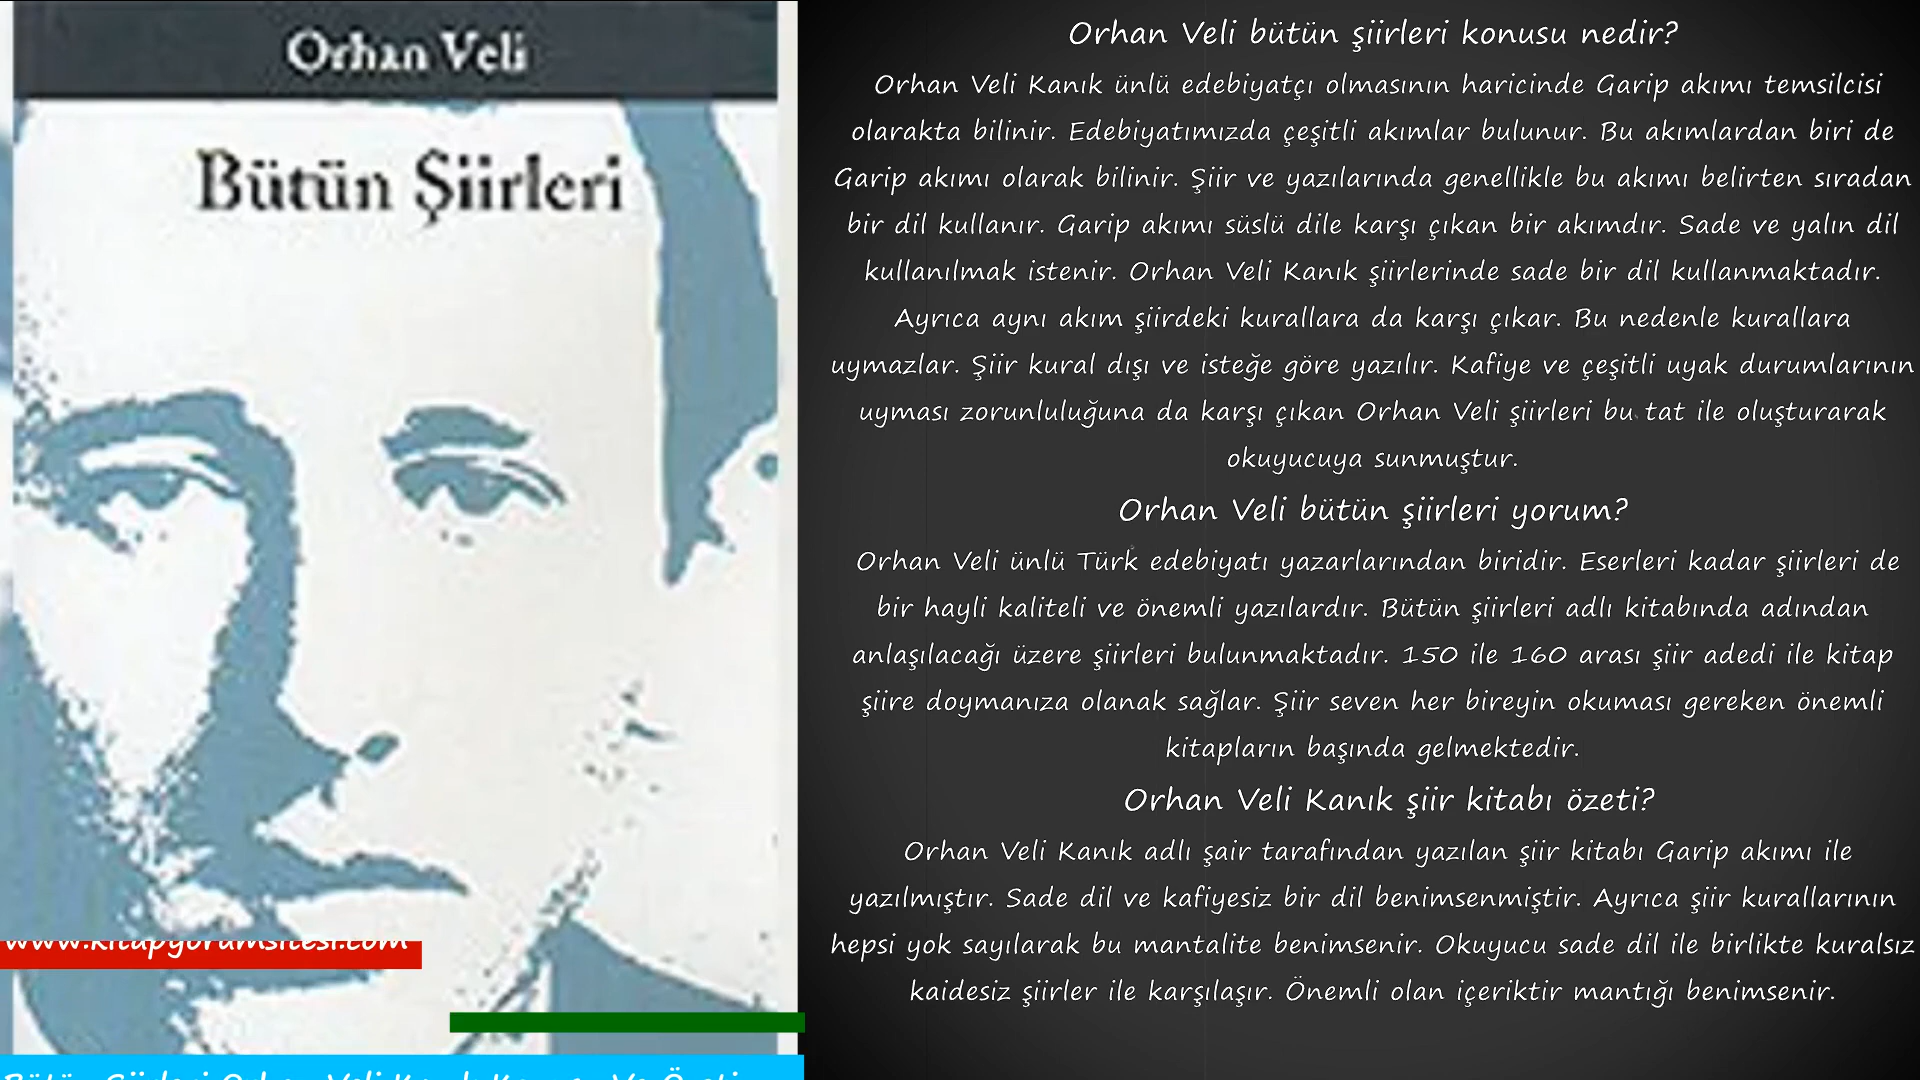 Orhan Veli
Bütün Şiirleri
www.kitapyorumsitesi.com
Orhan Veli bütün şiirleri konusu nedir?
Orhan Veli Kanık ünlü edebiyatçı olmasının haricinde Garip akımı temsilcisi
olarakta bilinir. Edebiyatımızda çeşitli akımlar bulunur. Bu akımlardan biri de
Garip akımı olarak bilinir. Şiir ve yazılarında genellikle bu akımı belirten sıradan
bir dil kullanır. Garip akımı süslü dile karşı çıkan bir akımdır. Sade ve yalın dil
kullanılmak istenir. Orhan Veli Kanık şiirlerinde sade bir dil kullanmaktadır.
Ayrıca aynı akım şiirdeki kurallara da karşı çıkar. Bu nedenle kurallara
uymazlar. Şiir kural dışı ve isteğe göre yazılır. Kafiye ve çeşitli uyak durumlarının
uyması zorunluluğuna da karşı çıkan Orhan Veli şiirleri bu tat ile oluşturarak
okuyucuya sunmuştur.
Orhan Veli bütün şiirleri yorum?
Orhan Veli ünlü Türk edebiyatı yazarlarından biridir. Eserleri kadar şiirleri de
bir hayli kaliteli ve önemli yazılardır. Bütün şiirleri adlı kitabında adından
anlaşılacağı üzere şiirleri bulunmaktadır. 150 ile 160 arası şiir adedi ile kitap
şiire doymanıza olanak sağlar. Şiir seven her bireyin okuması gereken önemli
kitapların başında gelmektedir.
Orhan Veli Kanık şiir kitabı özeti?
Orhan Veli Kanık adlı şair tarafından yazılan şiir kitabı Garip akımı ile
yazılmıştır. Sade dil ve kafiyesiz bir dil benimsenmiştir. Ayrıca şiir kurallarının
hepsi yok sayılarak bu mantalite benimsenir. Okuyucu sade dil ile birlikte kuralsız
kaidesiz şiirler ile karşılaşır. Önemli olan içeriktir mantığı benimsenir.